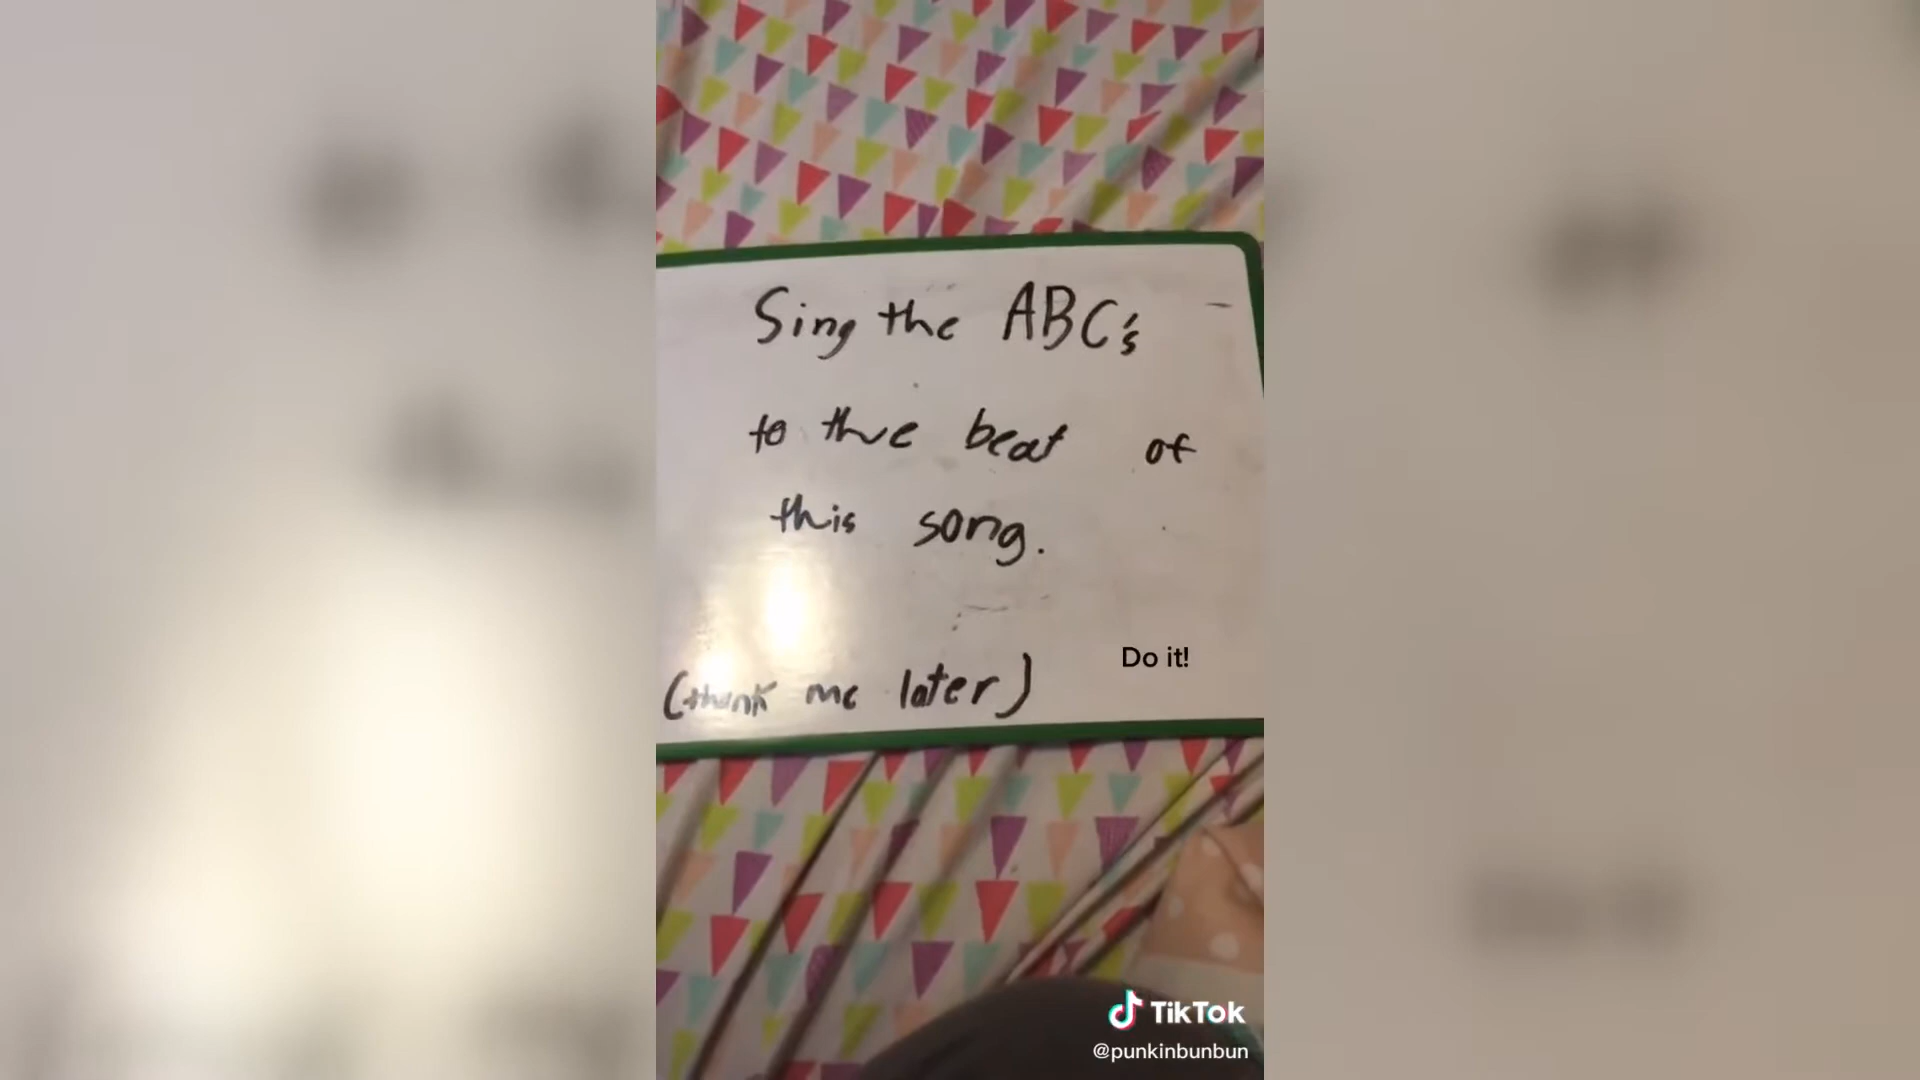 Sing the ABC's
to the beat of
this song.
(thank me later)
Do it!
TikTok
@punkinbunbun